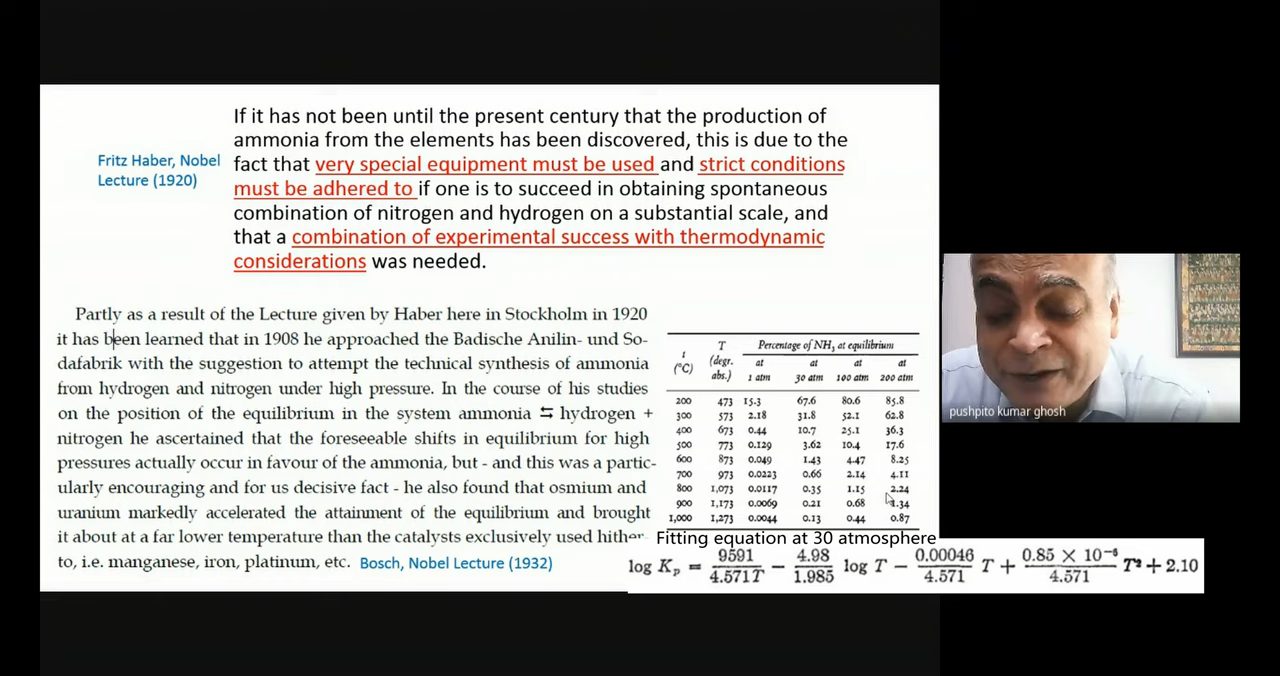 If it has not been until the present century that the production of
ammonia from the elements has been discovered, this is due to the
Fritz Haber, Nobel
Lecture (1920)
fact that very special equipment must be used and strict conditions
must be adhered to if one is to succeed in obtaining spontaneous
combination of nitrogen and hydrogen on a substantial scale, and
that a combination of experimental success with thermodynamic
considerations was needed.
Partly as a result of the Lecture given by Haber here in Stockholm in 1920
it has been learned that in 1908 he approached the Badische Anilin- und So-
dafabrik with the suggestion to attempt the technical synthesis of ammonia
from hydrogen and nitrogen under high pressure. In the course of his studies
on the position of the equilibrium in the system ammonia ⇆ hydrogen +
nitrogen he ascertained that the foreseeable shifts in equilibrium for high
pressures actually occur in favour of the ammonia, but - and this was a partic-
ularly encouraging and for us decisive fact - he also found that osmium and
uranium markedly accelerated the attainment of the equilibrium and brought
it about at a far lower temperature than the catalysts exclusively used hither-
to, i.e. manganese, iron, platinum, etc. Bosch, Nobel Lecture (1932)
t (°C) T (degr. abs.) Percentage of NH3 at equilibrium
at 1 atm at 30 atm at 100 atm at 200 atm
200 473 15.3 67.6 80.6 85.8
300 573 2.18 31.8 52.1 62.8
400 673 0.44 10.7 25.1 36.3
500 773 0.129 3.62 10.4 17.6
600 873 0.049 1.43 4.47 8.25
700 973 0.0223 0.66 2.14 4.11
800 1,073 0.0117 0.35 1.15 2.24
900 1,173 0.0069 0.21 0.68 1.34
1,000 1,273 0.0044 0.13 0.44 0.87
Fitting equation at 30 atmosphere
log Kp = 9591/4.571T − 4.98/1.985 log T − 0.00046/4.571 T + 0.85 × 10⁻⁶/4.571 T² + 2.10
pushpito kumar ghosh